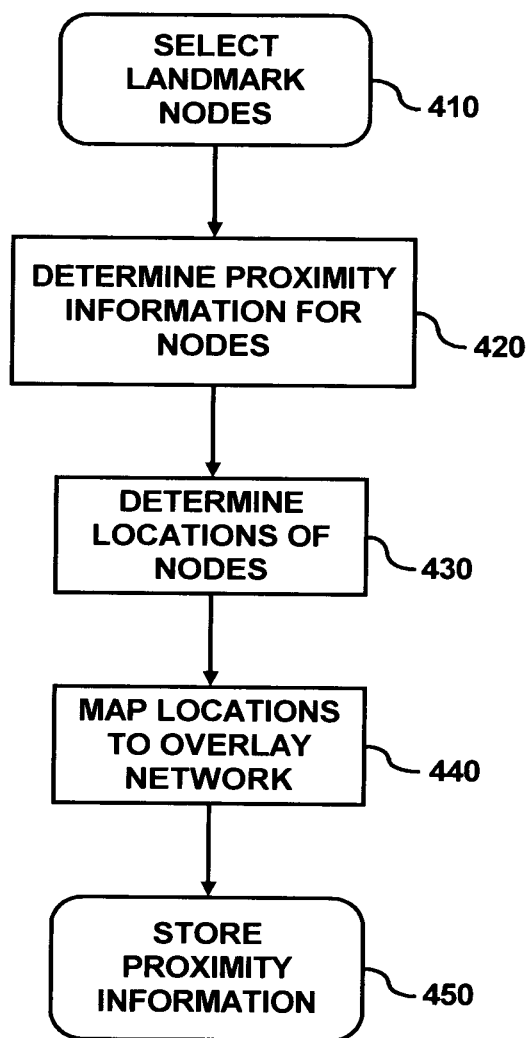 SELECT
LANDMARK
NODES
410
DETERMINE PROXIMITY
INFORMATION FOR
NODES
420
DETERMINE
LOCATIONS OF
NODES
430
MAP LOCATIONS
TO OVERLAY
NETWORK
440
STORE
PROXIMITY
INFORMATION
450